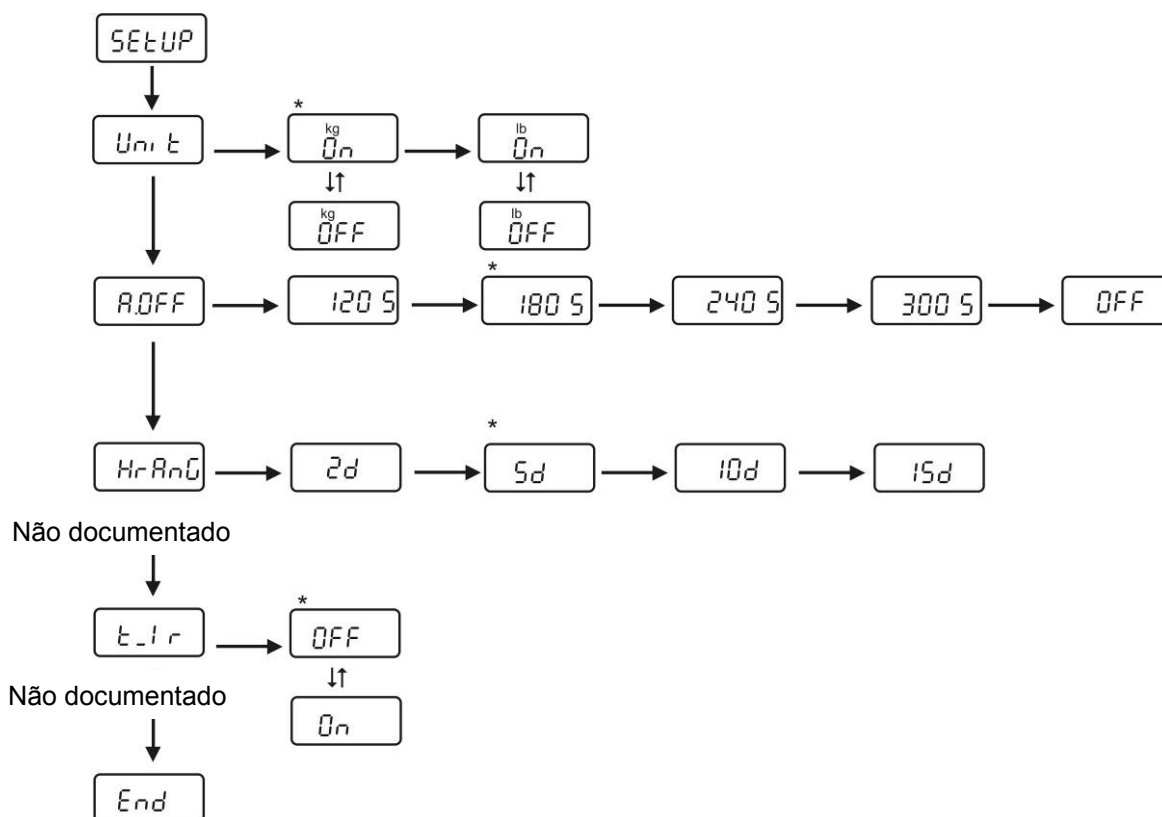 SEtUP
*
Unit
kg
On
lb
On
kg
OFF
lb
OFF
*
A.OFF
120 S
180 S
240 S
300 S
OFF
*
HrAnG
2d
5d
10d
15d
Não documentado
*
t_Ir
OFF
Não documentado
On
End